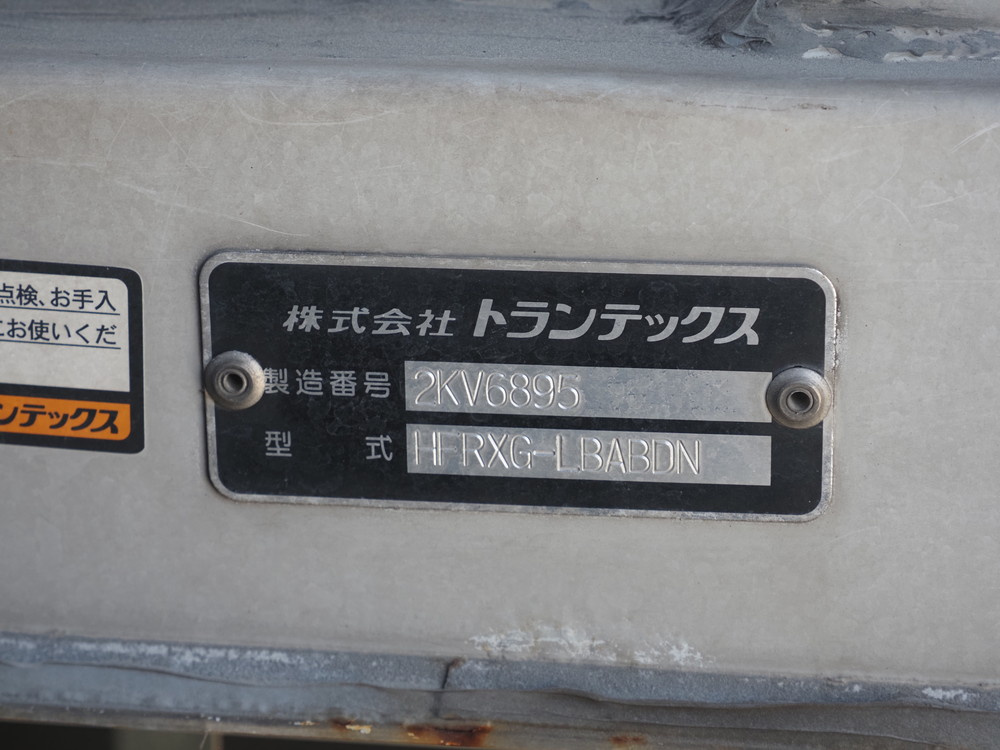 点検、お手入
にお使いくだ
ンテックス
株式会社 トランテックス
製造番号 2KV6895
型式 HFRXG-LBABDN